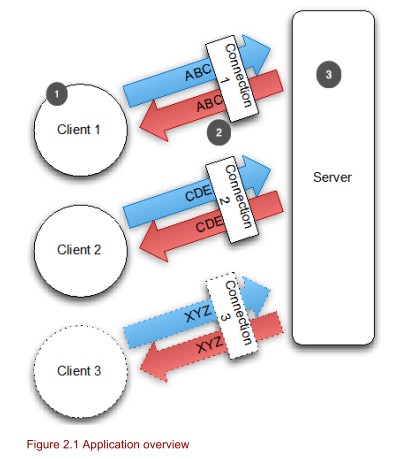 1
Client 1
ABC
ABC
Connection
1
2
3
Server
Client 2
CDE
CDE
Connection
2
Client 3
XYZ
XYZ
Connection
3
Figure 2.1 Application overview